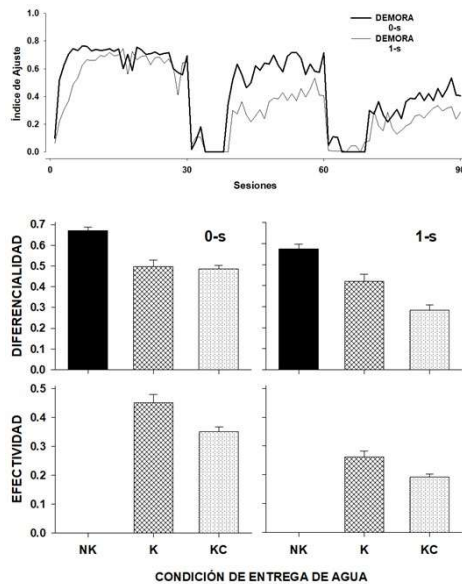 DEMORA
0-s
DEMORA
1-s
Índice de Ajuste
1.0
0.8
0.6
0.4
0.2
0.0
0 30 60 90
Sesiones
DIFERENCIALIDAD
0.7
0.6
0.5
0.4
0.3
0.2
0.1
0.0
0-s 1-s
EFECTIVIDAD
0.5
0.4
0.3
0.2
0.1
0.0
NK K KC NK K KC
CONDICIÓN DE ENTREGA DE AGUA